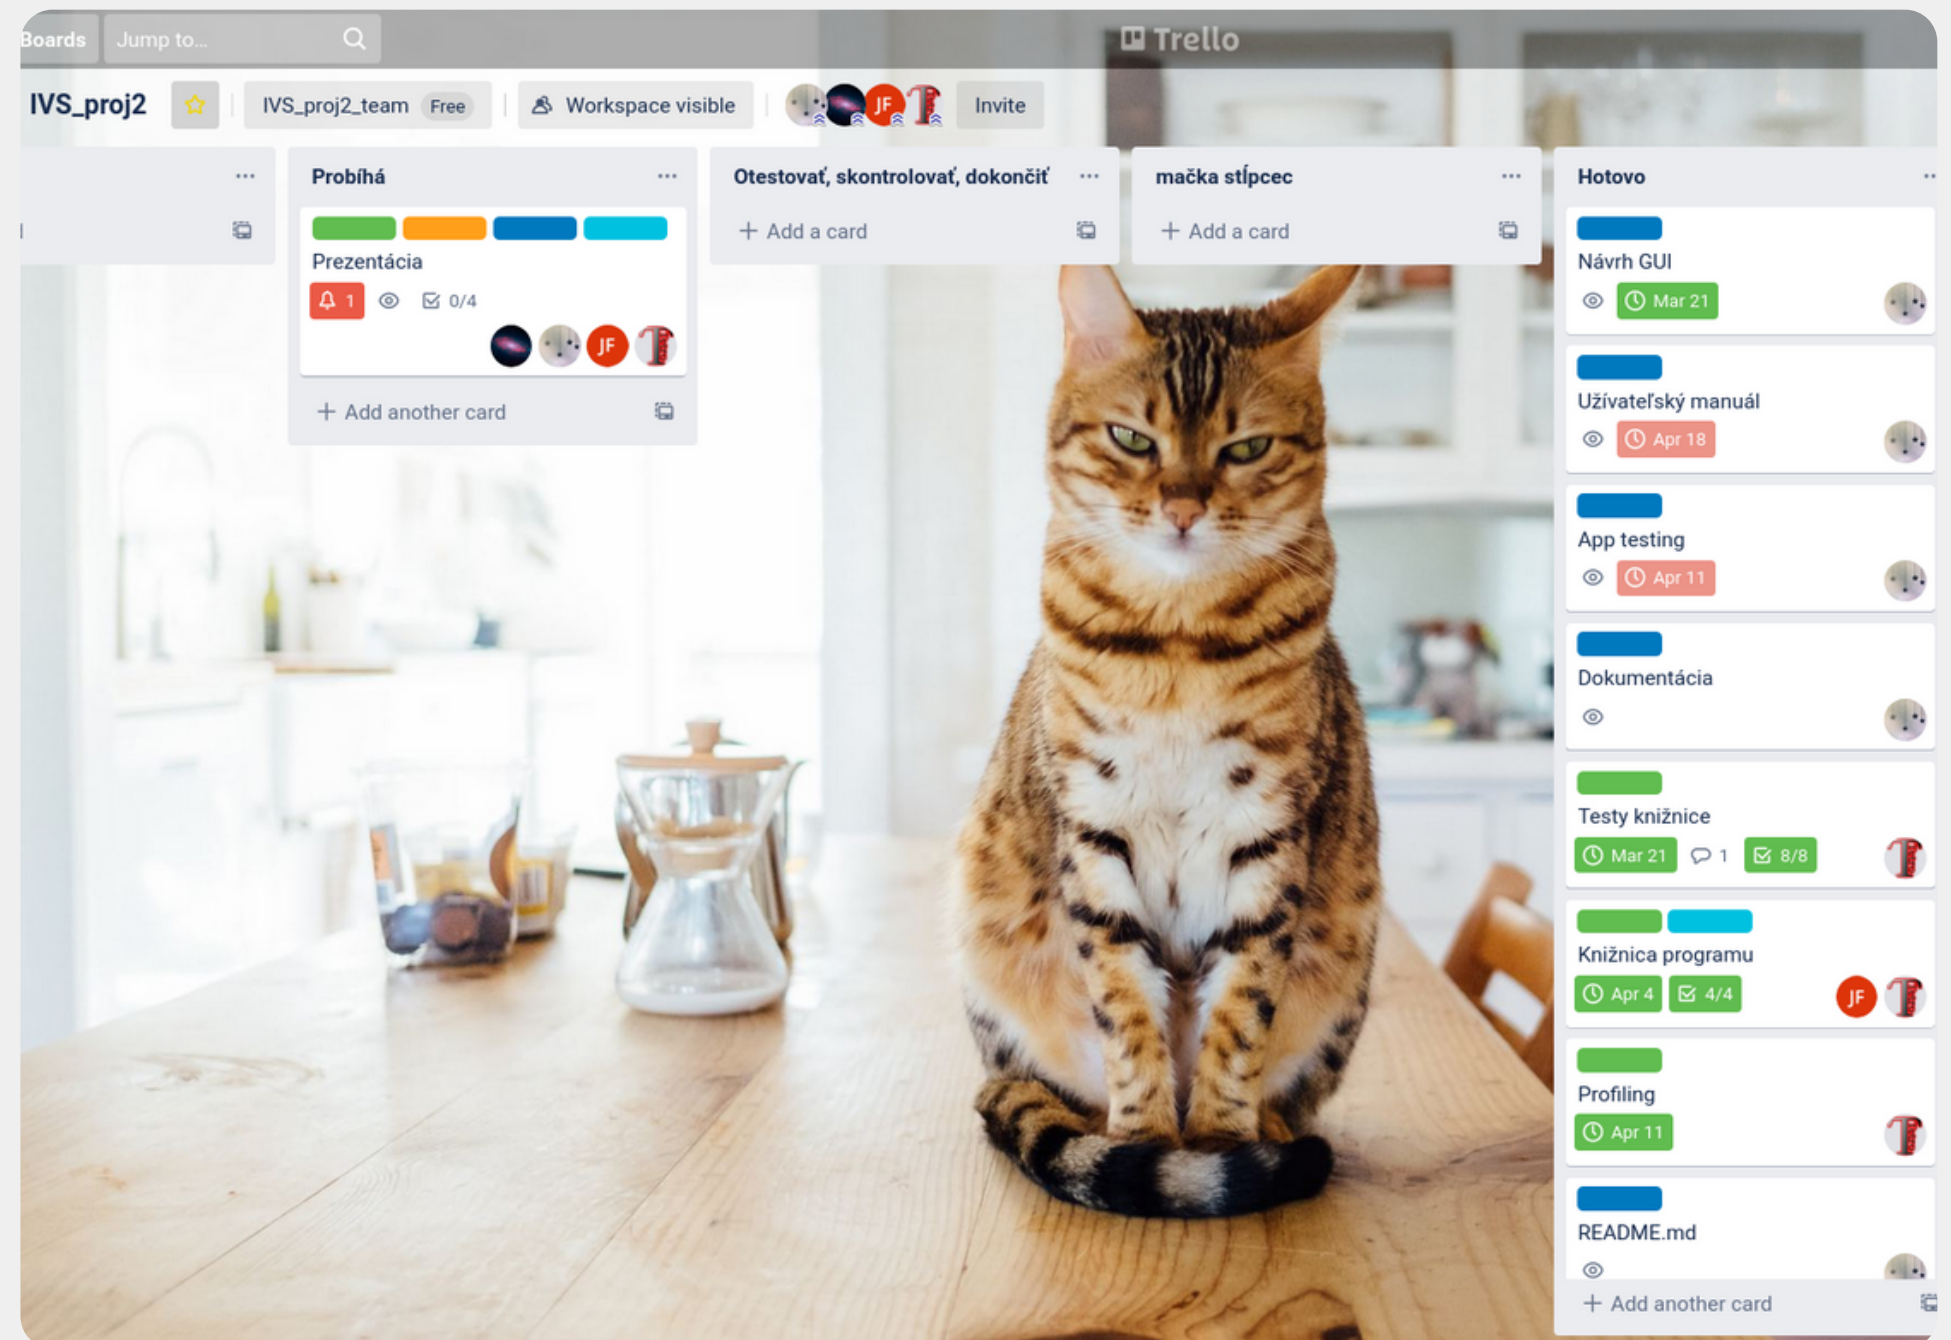 Boards
Jump to...
Trello
IVS_proj2
IVS_proj2_team Free
Workspace visible
JF
Invite
Probíhá
Prezentácia
1
0/4
JF
+ Add another card
Otestovať, skontrolovať, dokončiť
+ Add a card
mačka stĺpcec
+ Add a card
Hotovo
Návrh GUI
Mar 21
Užívateľský manuál
Apr 18
App testing
Apr 11
Dokumentácia
Testy knižnice
Mar 21 1 8/8
Knižnica programu
Apr 4 4/4
JF
Profiling
Apr 11
README.md
+ Add another card